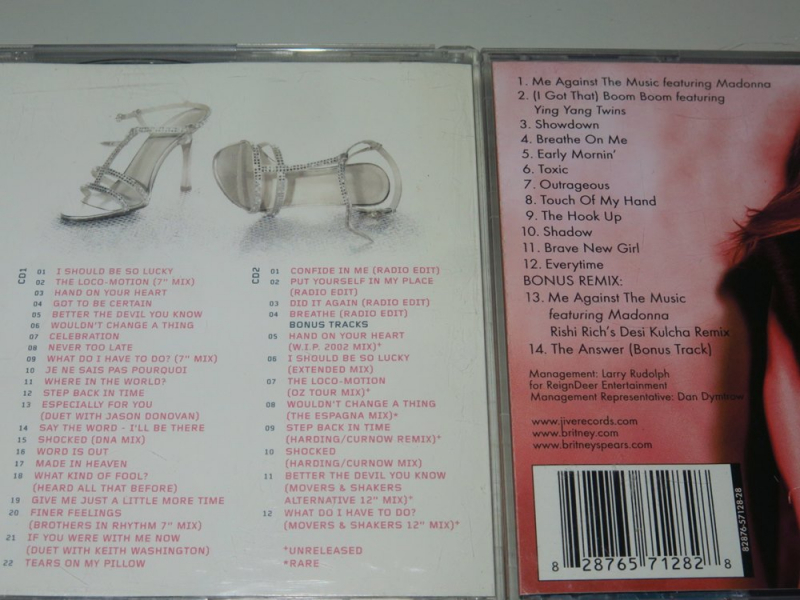 CD1
01 I SHOULD BE SO LUCKY
02 THE LOCO-MOTION (7" MIX)
03 HAND ON YOUR HEART
04 GOT TO BE CERTAIN
05 BETTER THE DEVIL YOU KNOW
06 WOULDN'T CHANGE A THING
07 CELEBRATION
08 NEVER TOO LATE
09 WHAT DO I HAVE TO DO? (7" MIX)
10 JE NE SAIS PAS POURQUOI
11 WHERE IN THE WORLD?
12 STEP BACK IN TIME
13 ESPECIALLY FOR YOU
(DUET WITH JASON DONOVAN)
14 SAY THE WORD - I'LL BE THERE
15 SHOCKED (DNA MIX)
16 WORD IS OUT
17 MADE IN HEAVEN
18 WHAT KIND OF FOOL?
(HEARD ALL THAT BEFORE)
19 GIVE ME JUST A LITTLE MORE TIME
20 FINER FEELINGS
(BROTHERS IN RHYTHM 7" MIX)
21 IF YOU WERE WITH ME NOW
(DUET WITH KEITH WASHINGTON)
22 TEARS ON MY PILLOW
CD2
01 CONFIDE IN ME (RADIO EDIT)
02 PUT YOURSELF IN MY PLACE
(RADIO EDIT)
03 DID IT AGAIN (RADIO EDIT)
04 BREATHE (RADIO EDIT)
BONUS TRACKS
05 HAND ON YOUR HEART
(W.I.P. 2002 MIX)*
06 I SHOULD BE SO LUCKY
(EXTENDED MIX)
07 THE LOCO-MOTION
(OZ TOUR MIX)*
08 WOULDN'T CHANGE A THING
(THE ESPAGNA MIX)*
09 STEP BACK IN TIME
(HARDING/CURNOW REMIX)*
10 SHOCKED
(HARDING/CURNOW MIX)
11 BETTER THE DEVIL YOU KNOW
(MOVERS & SHAKERS
ALTERNATIVE 12" MIX)*
12 WHAT DO I HAVE TO DO?
(MOVERS & SHAKERS 12" MIX)*
*UNRELEASED
*RARE
1. Me Against The Music featuring Madonna
2. (I Got That) Boom Boom featuring
Ying Yang Twins
3. Showdown
4. Breathe On Me
5. Early Mornin'
6. Toxic
7. Outrageous
8. Touch Of My Hand
9. The Hook Up
10. Shadow
11. Brave New Girl
12. Everytime
BONUS REMIX:
13. Me Against The Music
featuring Madonna
Rishi Rich's Desi Kulcha Remix
14. The Answer (Bonus Track)
Management: Larry Rudolph
for ReignDeer Entertainment
Management Representative: Dan Dymtrow
www.jiverecords.com
www.britney.com
www.britneyspears.com
8 28765 71282 8
82876-57128-28